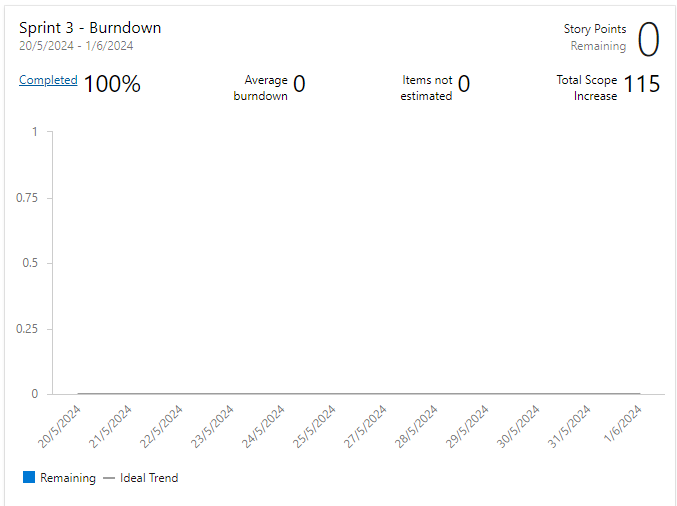 Sprint 3 - Burndown
20/5/2024 - 1/6/2024
Story Points
Remaining
0
Completed
100%
Average
burndown
0
Items not
estimated
0
Total Scope
Increase
115
1
0.75
0.5
0.25
0
20/5/2024
21/5/2024
22/5/2024
23/5/2024
24/5/2024
25/5/2024
27/5/2024
28/5/2024
29/5/2024
30/5/2024
31/5/2024
1/6/2024
Remaining
Ideal Trend